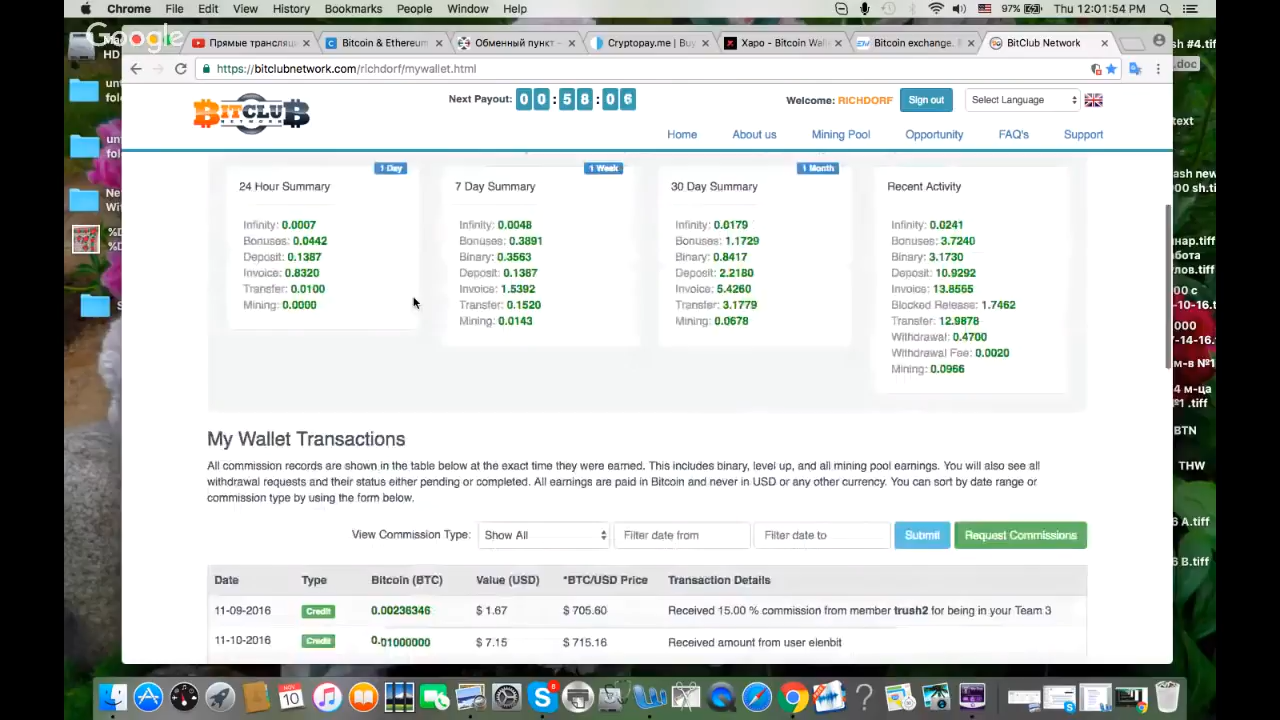 Chrome File Edit View History Bookmarks People Window Help 97% Thu 12:01:54 PM
Google
Прямые трансляц Bitcoin & Ethereum Обменный пункт - Cryptopay.me | Buy Xapo - Bitcoin Walle Bitcoin exchange. BitClub Network
https://bitclubnetwork.com/richdorf/mywallet.html
BITCLUB NETWORK
Next Payout: 00:58:06
Welcome: RICHDORF Sign out Select Language
Home About us Mining Pool Opportunity FAQ's Support
1 Day 1 Week 1 Month
24 Hour Summary 7 Day Summary 30 Day Summary Recent Activity
Infinity: 0.0007 Infinity: 0.0048 Infinity: 0.0179 Infinity: 0.0241
Bonuses: 0.0442 Bonuses: 0.3891 Bonuses: 1.1729 Bonuses: 3.7240
Deposit: 0.1387 Binary: 0.3563 Binary: 0.8417 Binary: 3.1730
Invoice: 0.8320 Deposit: 0.1387 Deposit: 2.2180 Deposit: 10.9292
Transfer: 0.0100 Invoice: 1.5392 Invoice: 5.4260 Invoice: 13.8565
Mining: 0.0000 Transfer: 0.1520 Transfer: 3.1779 Blocked Release: 1.7462
Mining: 0.0143 Mining: 0.0678 Transfer: 12.9878
Withdrawal: 0.4700
Withdrawal Fee: 0.0020
Mining: 0.0966
My Wallet Transactions
All commission records are shown in the table below at the exact time they were earned. This includes binary, level up, and all mining pool earnings. You will also see all
withdrawal requests and their status either pending or completed. All earnings are paid in Bitcoin and never in USD or any other currency. You can sort by date range or
commission type by using the form below.
View Commission Type: Show All Filter date from Filter date to Submit Request Commissions
Date Type Bitcoin (BTC) Value (USD) *BTC/USD Price Transaction Details
11-09-2016 Credit 0.00236346 $ 1.67 $ 705.60 Received 15.00 % commission from member trush2 for being in your Team 3
11-10-2016 Credit 0.01000000 $ 7.15 $ 715.16 Received amount from user elenbit
NOV 10
8